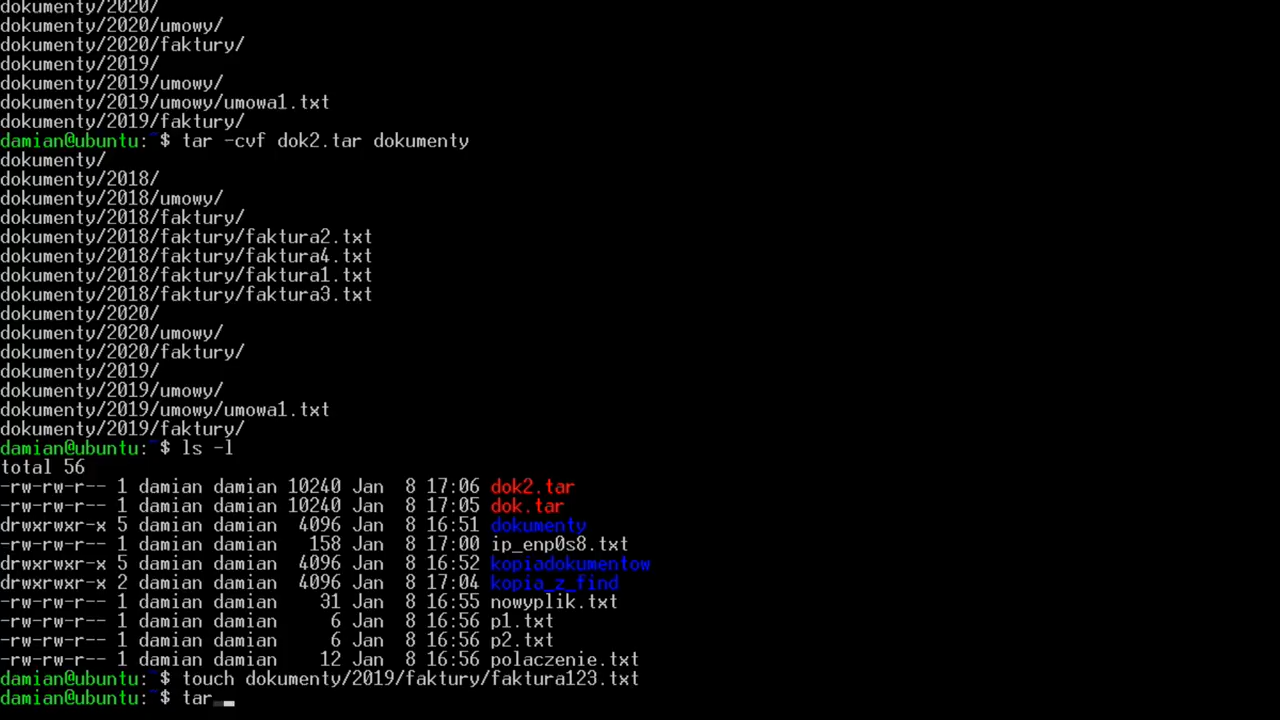 dokumenty/2020/
dokumenty/2020/umowy/
dokumenty/2020/faktury/
dokumenty/2019/
dokumenty/2019/umowy/
dokumenty/2019/umowy/umowa1.txt
dokumenty/2019/faktury/
damian@ubuntu:~$ tar -cvf dok2.tar dokumenty
dokumenty/
dokumenty/2018/
dokumenty/2018/umowy/
dokumenty/2018/faktury/
dokumenty/2018/faktury/faktura2.txt
dokumenty/2018/faktury/faktura4.txt
dokumenty/2018/faktury/faktura1.txt
dokumenty/2018/faktury/faktura3.txt
dokumenty/2020/
dokumenty/2020/umowy/
dokumenty/2020/faktury/
dokumenty/2019/
dokumenty/2019/umowy/
dokumenty/2019/umowy/umowa1.txt
dokumenty/2019/faktury/
damian@ubuntu:~$ ls -l
total 56
-rw-rw-r-- 1 damian damian 10240 Jan  8 17:06 dok2.tar
-rw-rw-r-- 1 damian damian 10240 Jan  8 17:05 dok.tar
drwxrwxr-x 5 damian damian  4096 Jan  8 16:51 dokumenty
-rw-rw-r-- 1 damian damian   158 Jan  8 17:00 ip_enp0s8.txt
drwxrwxr-x 5 damian damian  4096 Jan  8 16:52 kopiadokumentow
drwxrwxr-x 2 damian damian  4096 Jan  8 17:04 kopia_z_find
-rw-rw-r-- 1 damian damian    31 Jan  8 16:55 nowyplik.txt
-rw-rw-r-- 1 damian damian     6 Jan  8 16:56 p1.txt
-rw-rw-r-- 1 damian damian     6 Jan  8 16:56 p2.txt
-rw-rw-r-- 1 damian damian    12 Jan  8 16:56 polaczenie.txt
damian@ubuntu:~$ touch dokumenty/2019/faktury/faktura123.txt
damian@ubuntu:~$ tar _